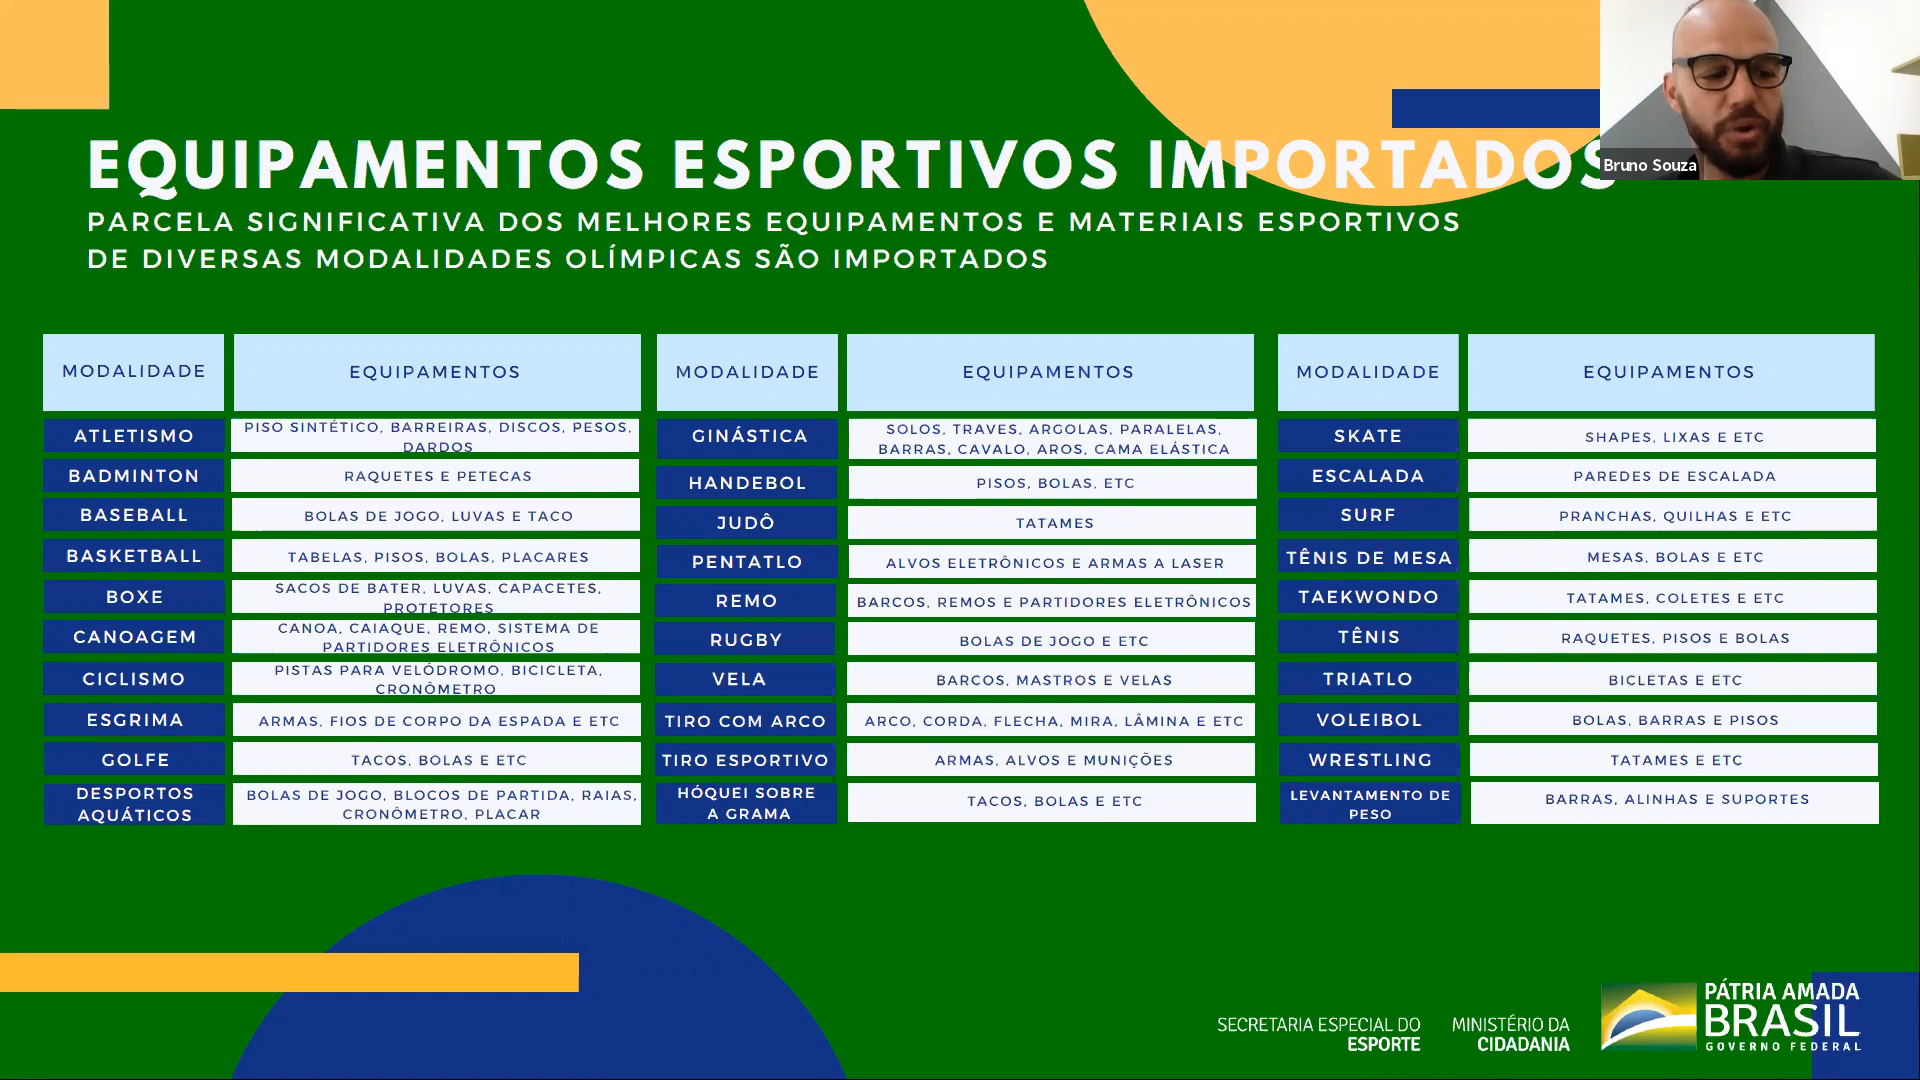 EQUIPAMENTOS ESPORTIVOS IMPORTADOS
Bruno Souza
PARCELA SIGNIFICATIVA DOS MELHORES EQUIPAMENTOS E MATERIAIS ESPORTIVOS
DE DIVERSAS MODALIDADES OLÍMPICAS SÃO IMPORTADOS
MODALIDADE
EQUIPAMENTOS
ATLETISMO
PISO SINTÉTICO, BARREIRAS, DISCOS, PESOS,
DARDOS
BADMINTON
RAQUETES E PETECAS
BASEBALL
BOLAS DE JOGO, LUVAS E TACO
BASKETBALL
TABELAS, PISOS, BOLAS, PLACARES
BOXE
SACOS DE BATER, LUVAS, CAPACETES,
PROTETORES
CANOAGEM
CANOA, CAIAQUE, REMO, SISTEMA DE
PARTIDORES ELETRÔNICOS
CICLISMO
PISTAS PARA VELÓDROMO, BICICLETA,
CRONÔMETRO
ESGRIMA
ARMAS, FIOS DE CORPO DA ESPADA E ETC
GOLFE
TACOS, BOLAS E ETC
DESPORTOS
AQUÁTICOS
BOLAS DE JOGO, BLOCOS DE PARTIDA, RAIAS,
CRONÔMETRO, PLACAR
MODALIDADE
EQUIPAMENTOS
GINÁSTICA
SOLOS, TRAVES, ARGOLAS, PARALELAS,
BARRAS, CAVALO, AROS, CAMA ELÁSTICA
HANDEBOL
PISOS, BOLAS, ETC
JUDÔ
TATAMES
PENTATLO
ALVOS ELETRÔNICOS E ARMAS A LASER
REMO
BARCOS, REMOS E PARTIDORES ELETRÔNICOS
RUGBY
BOLAS DE JOGO E ETC
VELA
BARCOS, MASTROS E VELAS
TIRO COM ARCO
ARCO, CORDA, FLECHA, MIRA, LÂMINA E ETC
TIRO ESPORTIVO
ARMAS, ALVOS E MUNIÇÕES
HÓQUEI SOBRE
A GRAMA
TACOS, BOLAS E ETC
MODALIDADE
EQUIPAMENTOS
SKATE
SHAPES, LIXAS E ETC
ESCALADA
PAREDES DE ESCALADA
SURF
PRANCHAS, QUILHAS E ETC
TÊNIS DE MESA
MESAS, BOLAS E ETC
TAEKWONDO
TATAMES, COLETES E ETC
TÊNIS
RAQUETES, PISOS E BOLAS
TRIATLO
BICLETAS E ETC
VOLEIBOL
BOLAS, BARRAS E PISOS
WRESTLING
TATAMES E ETC
LEVANTAMENTO DE
PESO
BARRAS, ALINHAS E SUPORTES
SECRETARIA ESPECIAL DO
ESPORTE
MINISTÉRIO DA
CIDADANIA
PÁTRIA AMADA
BRASIL
GOVERNO FEDERAL